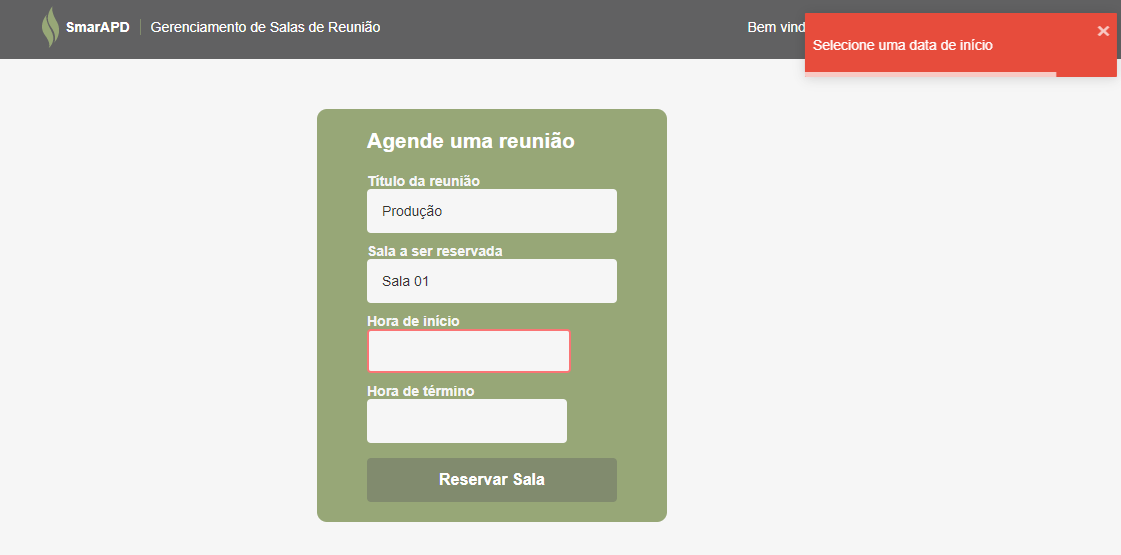 SmarAPD
Gerenciamento de Salas de Reunião
Bem vind
Selecione uma data de início
×
Agende uma reunião
Título da reunião
Produção
Sala a ser reservada
Sala 01
Hora de início
Hora de término
Reservar Sala